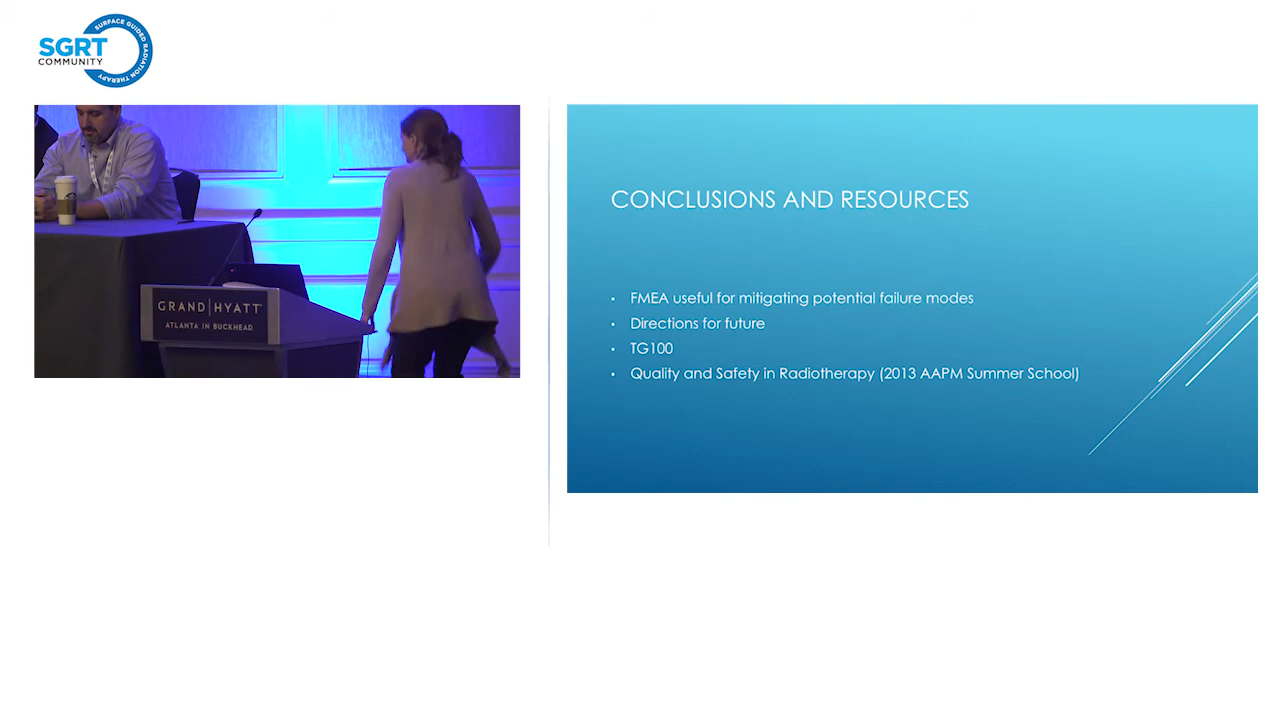 SURFACE GUIDED RADIATION THERAPY
SGRT
COMMUNITY
GRAND HYATT
ATLANTA IN BUCKHEAD
CONCLUSIONS AND RESOURCES
• FMEA useful for mitigating potential failure modes
• Directions for future
• TG100
• Quality and Safety in Radiotherapy (2013 AAPM Summer School)